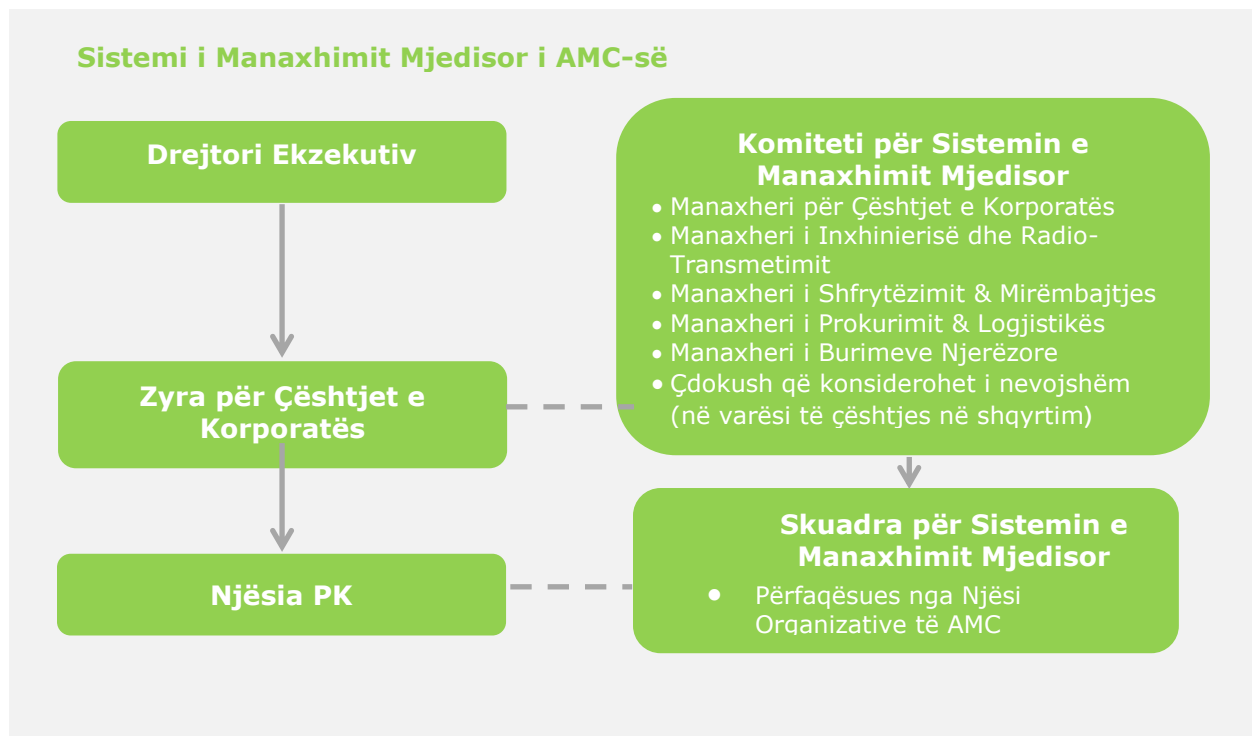 Sistemi i Manaxhimit Mjedisor i AMC-së
Drejtori Ekzekutiv
Zyra për Çështjet e
Korporatës
Njësia PK
Komiteti për Sistemin e
Manaxhimit Mjedisor
• Manaxheri për Çështjet e Korporatës
• Manaxheri i Inxhinierisë dhe Radio-
Transmetimit
• Manaxheri i Shfrytëzimit & Mirëmbajtjes
• Manaxheri i Prokurimit & Logjistikës
• Manaxheri i Burimeve Njerëzore
• Çdokush që konsiderohet i nevojshëm
(në varësi të çështjes në shqyrtim)
Skuadra për Sistemin e
Manaxhimit Mjedisor
• Përfaqësues nga Njësi
Organizative të AMC